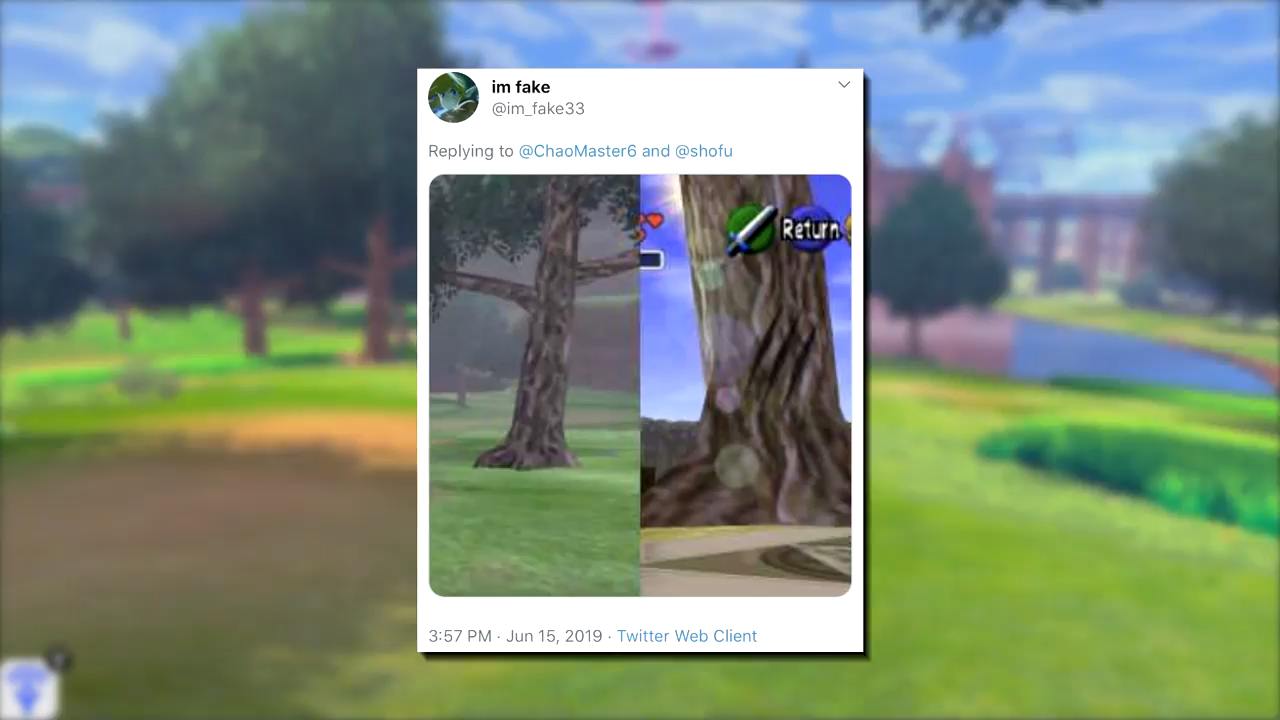 im fake
@im_fake33
Replying to @ChaoMaster6 and @shofu
Return
3:57 PM · Jun 15, 2019 · Twitter Web Client